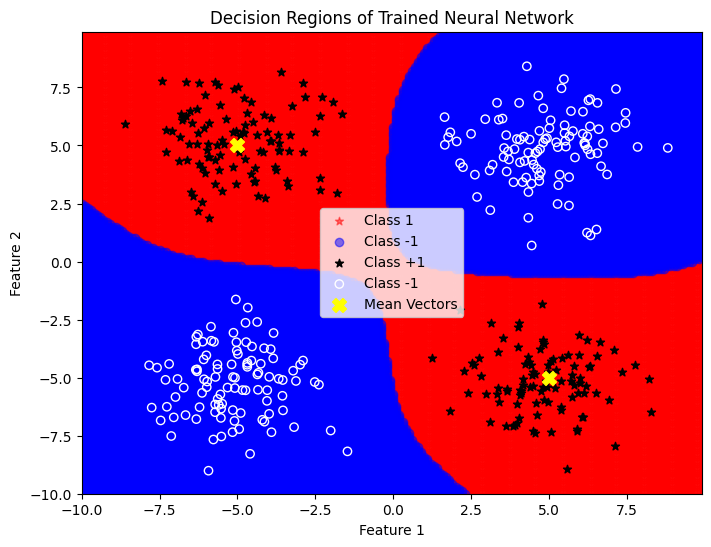 Decision Regions of Trained Neural Network
Feature 2
7.5
5.0
2.5
0.0
−2.5
−5.0
−7.5
−10.0
Class 1
Class -1
Class +1
Class -1
Mean Vectors
−10.0 −7.5 −5.0 −2.5 0.0 2.5 5.0 7.5
Feature 1